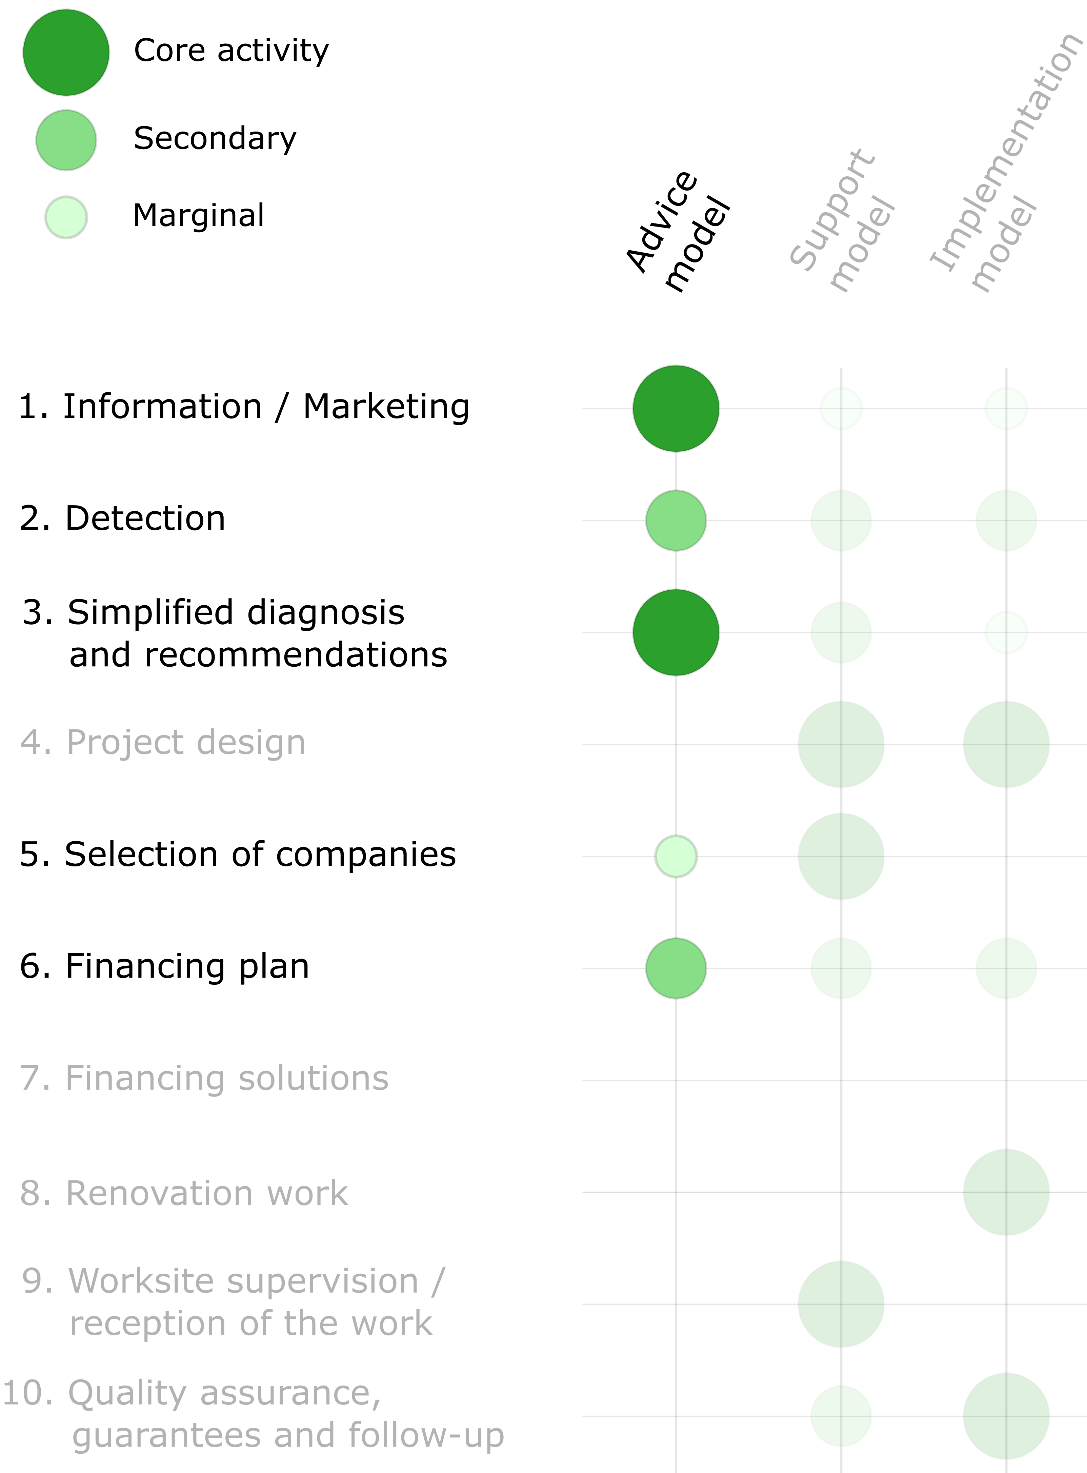 Core activity
Secondary
Marginal
Advice
model
Support
model
Implementation
model
1. Information / Marketing
2. Detection
3. Simplified diagnosis
and recommendations
4. Project design
5. Selection of companies
6. Financing plan
7. Financing solutions
8. Renovation work
9. Worksite supervision /
reception of the work
10. Quality assurance,
guarantees and follow-up